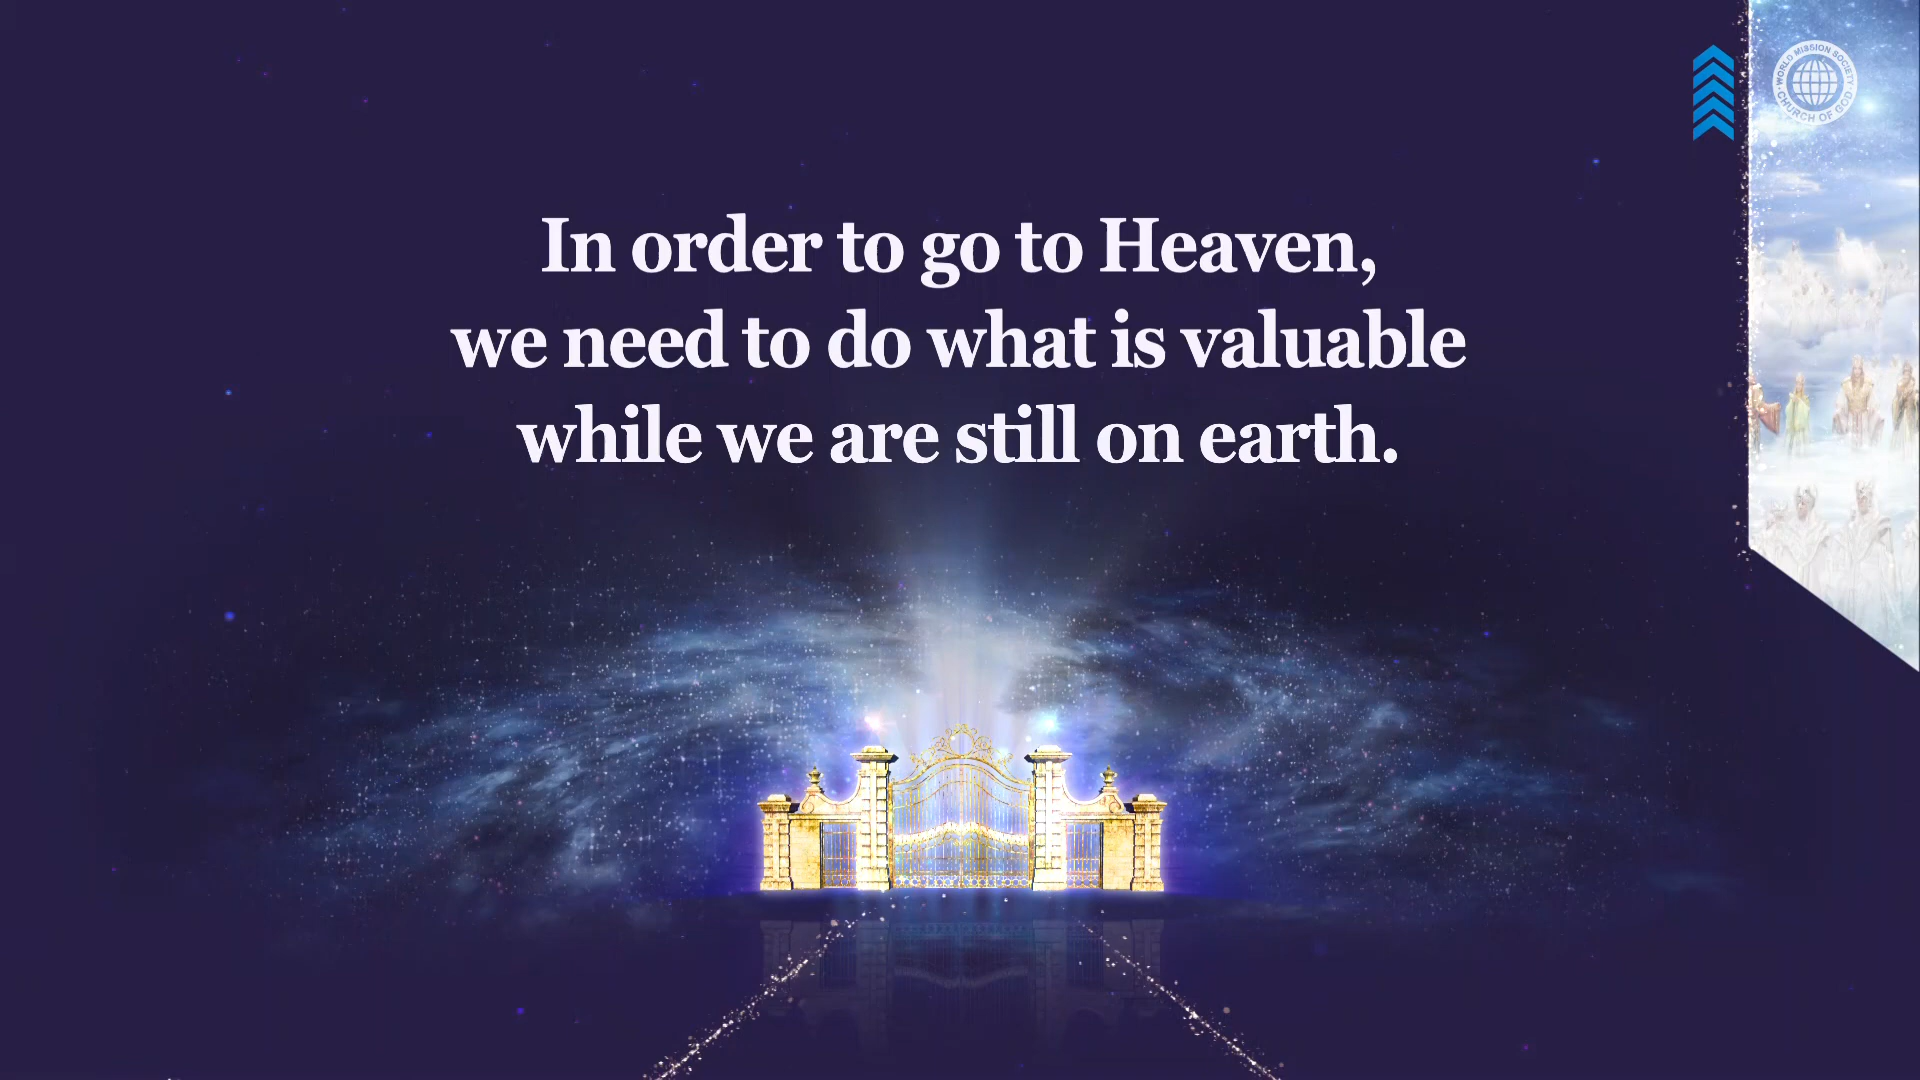 In order to go to Heaven,
we need to do what is valuable
while we are still on earth.
WORLD MISSION SOCIETY
CHURCH OF GOD